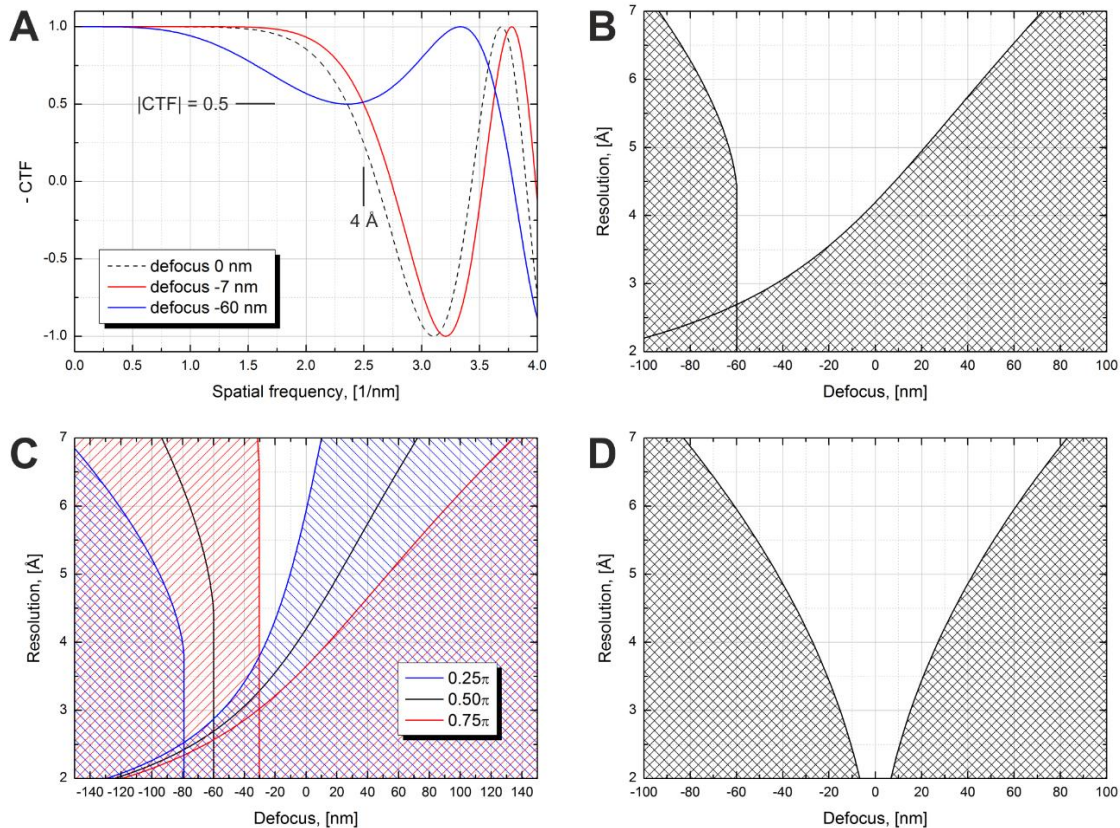 A
- CTF
1.0
0.5
0.0
-0.5
-1.0
|CTF| = 0.5
4 Å
defocus 0 nm
defocus -7 nm
defocus -60 nm
0.0 0.5 1.0 1.5 2.0 2.5 3.0 3.5 4.0
Spatial frequency, [1/nm]
B
Resolution, [Å]
7
6
5
4
3
2
-100 -80 -60 -40 -20 0 20 40 60 80 100
Defocus, [nm]
C
Resolution, [Å]
7
6
5
4
3
2
0.25π
0.50π
0.75π
-140 -120 -100 -80 -60 -40 -20 0 20 40 60 80 100 120 140
Defocus, [nm]
D
Resolution, [Å]
7
6
5
4
3
2
-100 -80 -60 -40 -20 0 20 40 60 80 100
Defocus, [nm]